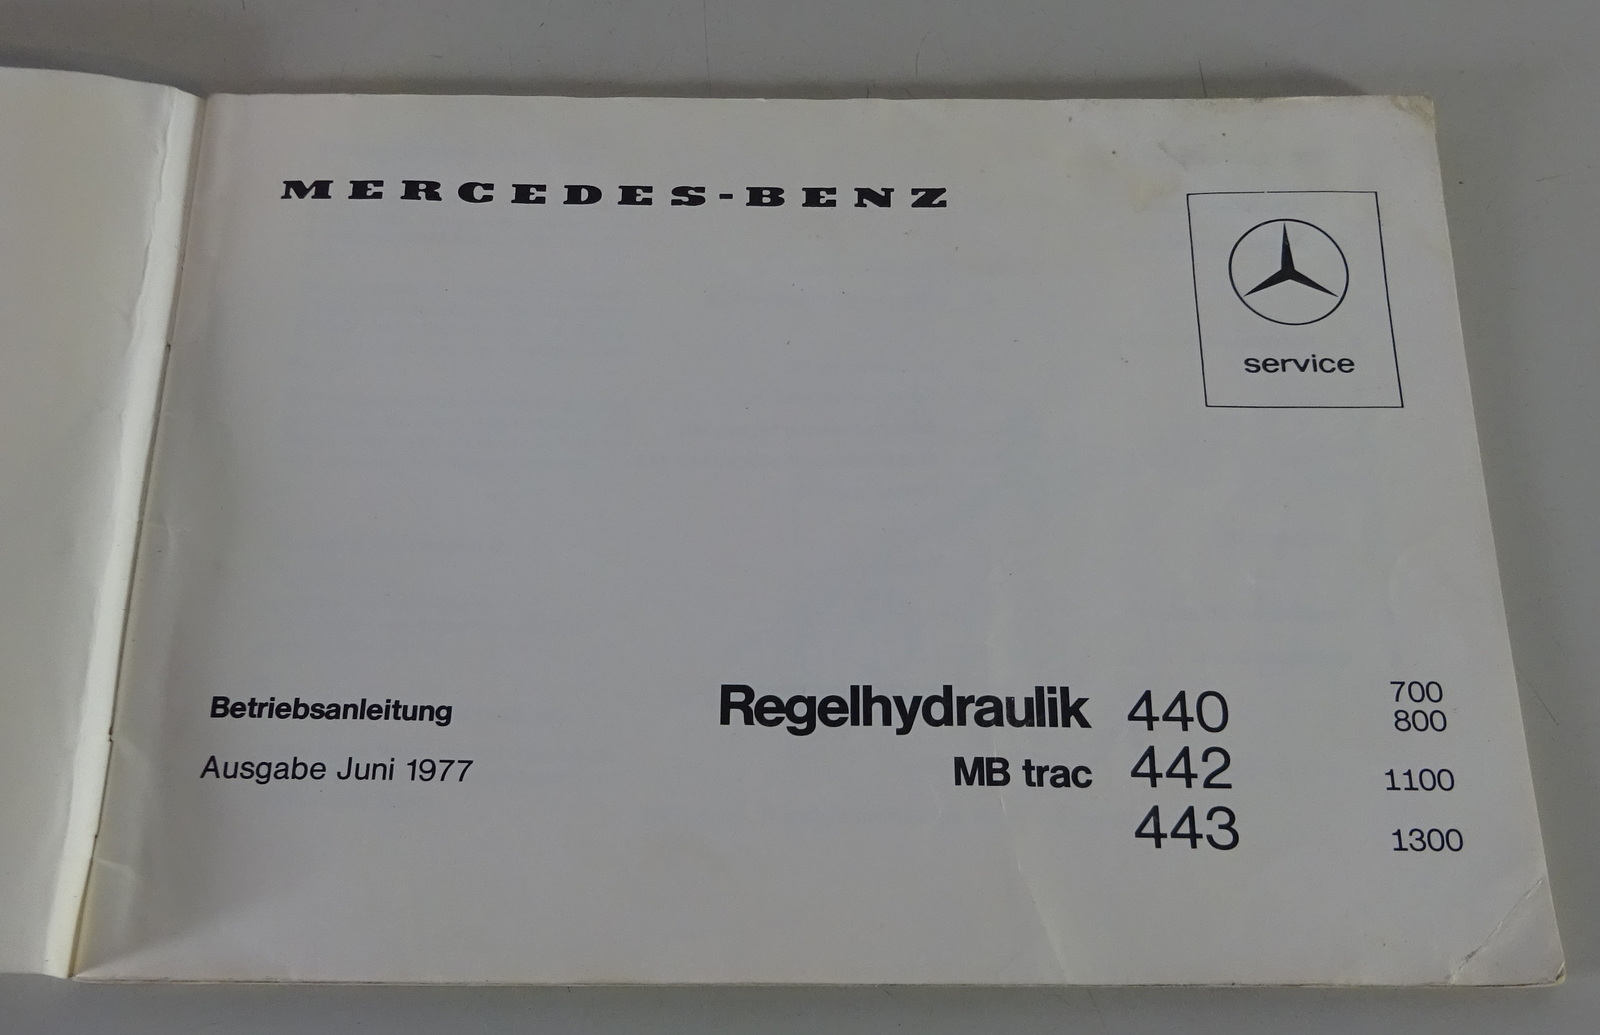 MERCEDES-BENZ
service
Betriebsanleitung
Ausgabe Juni 1977
Regelhydraulik 440 700
800
MB trac 442 1100
443 1300